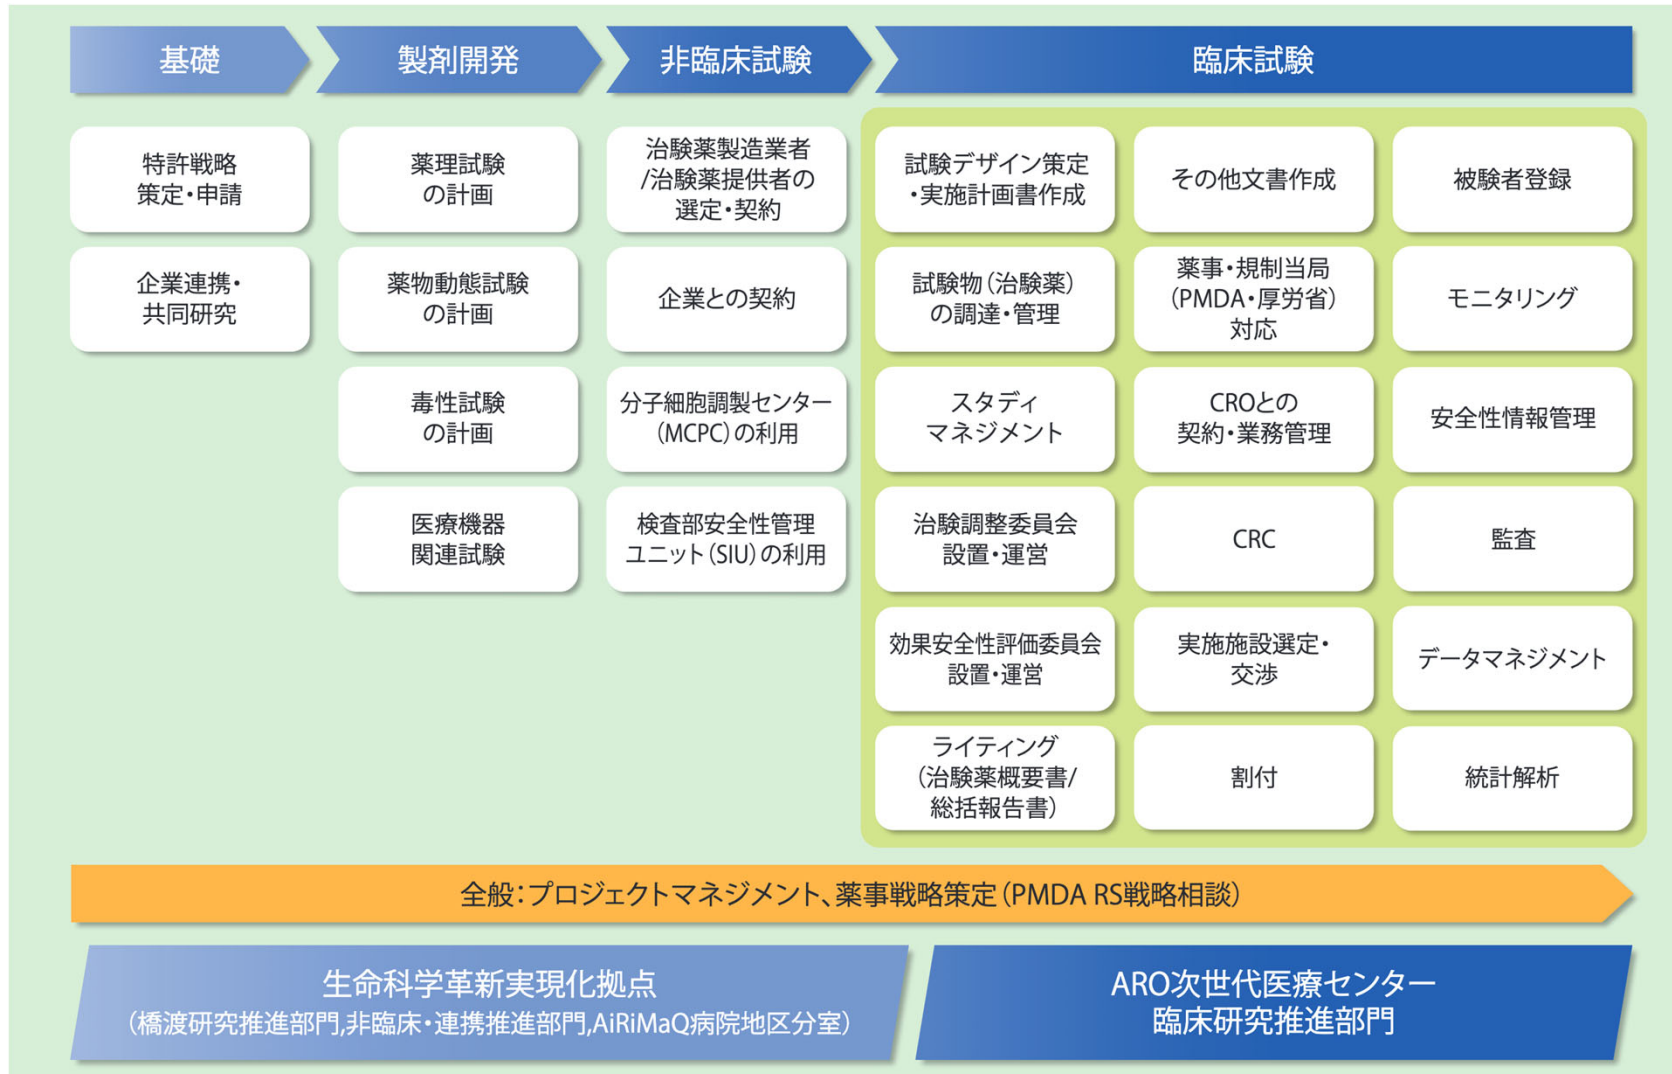 基礎
製剤開発
非臨床試験
臨床試験
特許戦略
策定・申請
企業連携・
共同研究
薬理試験
の計画
薬物動態試験
の計画
毒性試験
の計画
医療機器
関連試験
治験薬製造業者
/治験薬提供者の
選定・契約
企業との契約
分子細胞調製センター
(MCPC)の利用
検査部安全性管理
ユニット(SIU)の利用
試験デザイン策定
・実施計画書作成
試験物(治験薬)
の調達・管理
スタディ
マネジメント
治験調整委員会
設置・運営
効果安全性評価委員会
設置・運営
ライティング
(治験薬概要書/
総括報告書)
その他文書作成
薬事・規制当局
(PMDA・厚労省)
対応
CROとの
契約・業務管理
CRC
実施施設選定・
交渉
割付
被験者登録
モニタリング
安全性情報管理
監査
データマネジメント
統計解析
全般:プロジェクトマネジメント、薬事戦略策定(PMDA RS戦略相談)
生命科学革新実現化拠点
(橋渡研究推進部門,非臨床・連携推進部門,AiRiMaQ病院地区分室)
ARO次世代医療センター
臨床研究推進部門